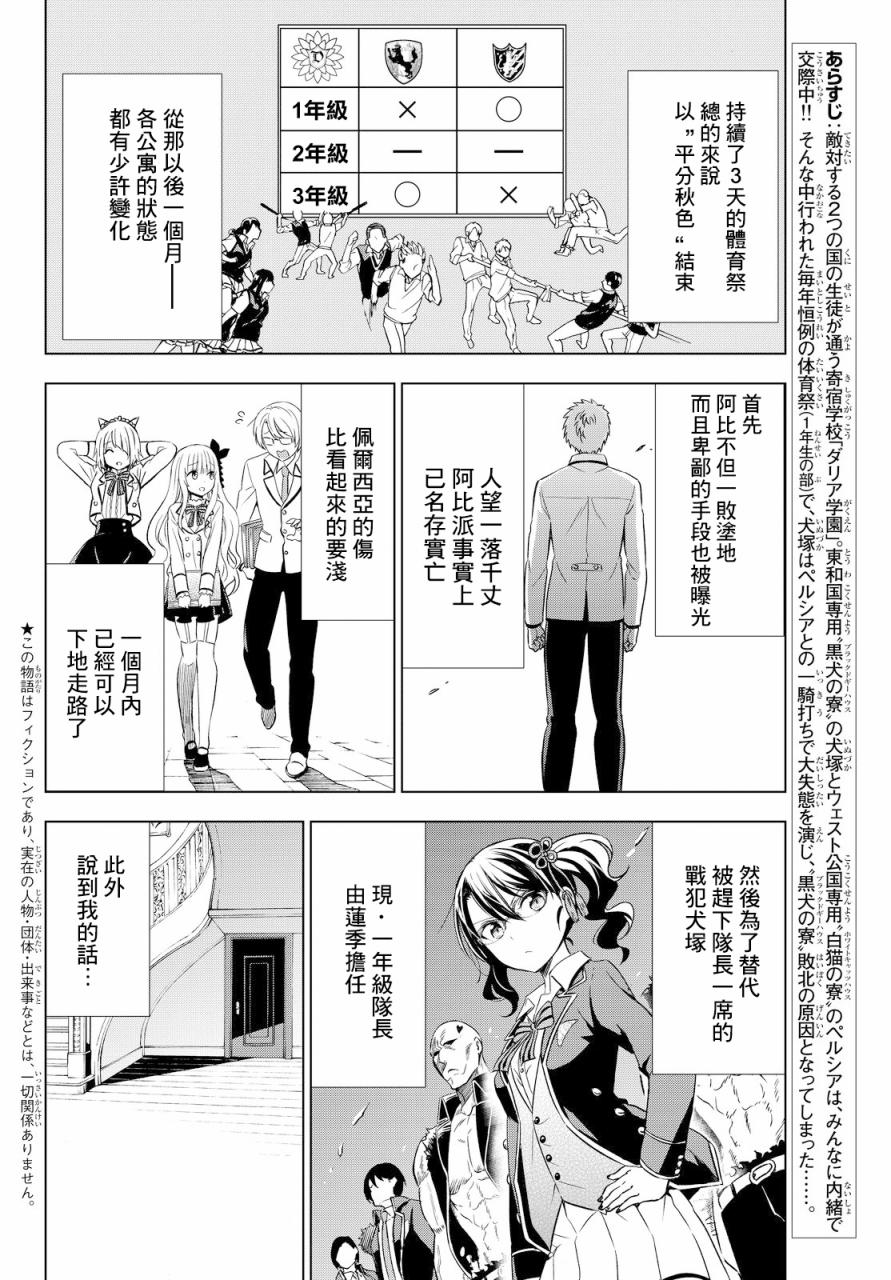 あらすじ：敵対する2つの国の生徒が通う寄宿学校「ダリア学園」。東和国専用“黒犬の寮”の犬塚とウェスト公国専用“白猫の寮”のペルシアは、みんなに内緒で
交際中!! そんな中行われた毎年恒例の体育祭(1年生の部)で、犬塚はペルシアとの一騎打ちで大失態を演じ、“黒犬の寮”敗北の原因となってしまった……。
持續了3天的體育祭
總的來說
以”平分秋色“結束
1年級 × ○
2年級 ー ー
3年級 ○ ×
從那以後一個月——
各公寓的狀態
都有少許變化
首先
阿比不但一敗塗地
而且卑鄙的手段也被曝光
人望一落千丈
阿比派事實上
已名存實亡
佩爾西亞的傷
比看起來的要淺
一個月內
已經可以
下地走路了
然後為了替代
被趕下隊長一席的
戰犯犬塚
現・一年級隊長
由蓮季擔任
此外
說到我的話…
★この物語はフィクションであり、実在の人物・団体・出来事などとは、一切関係ありません。